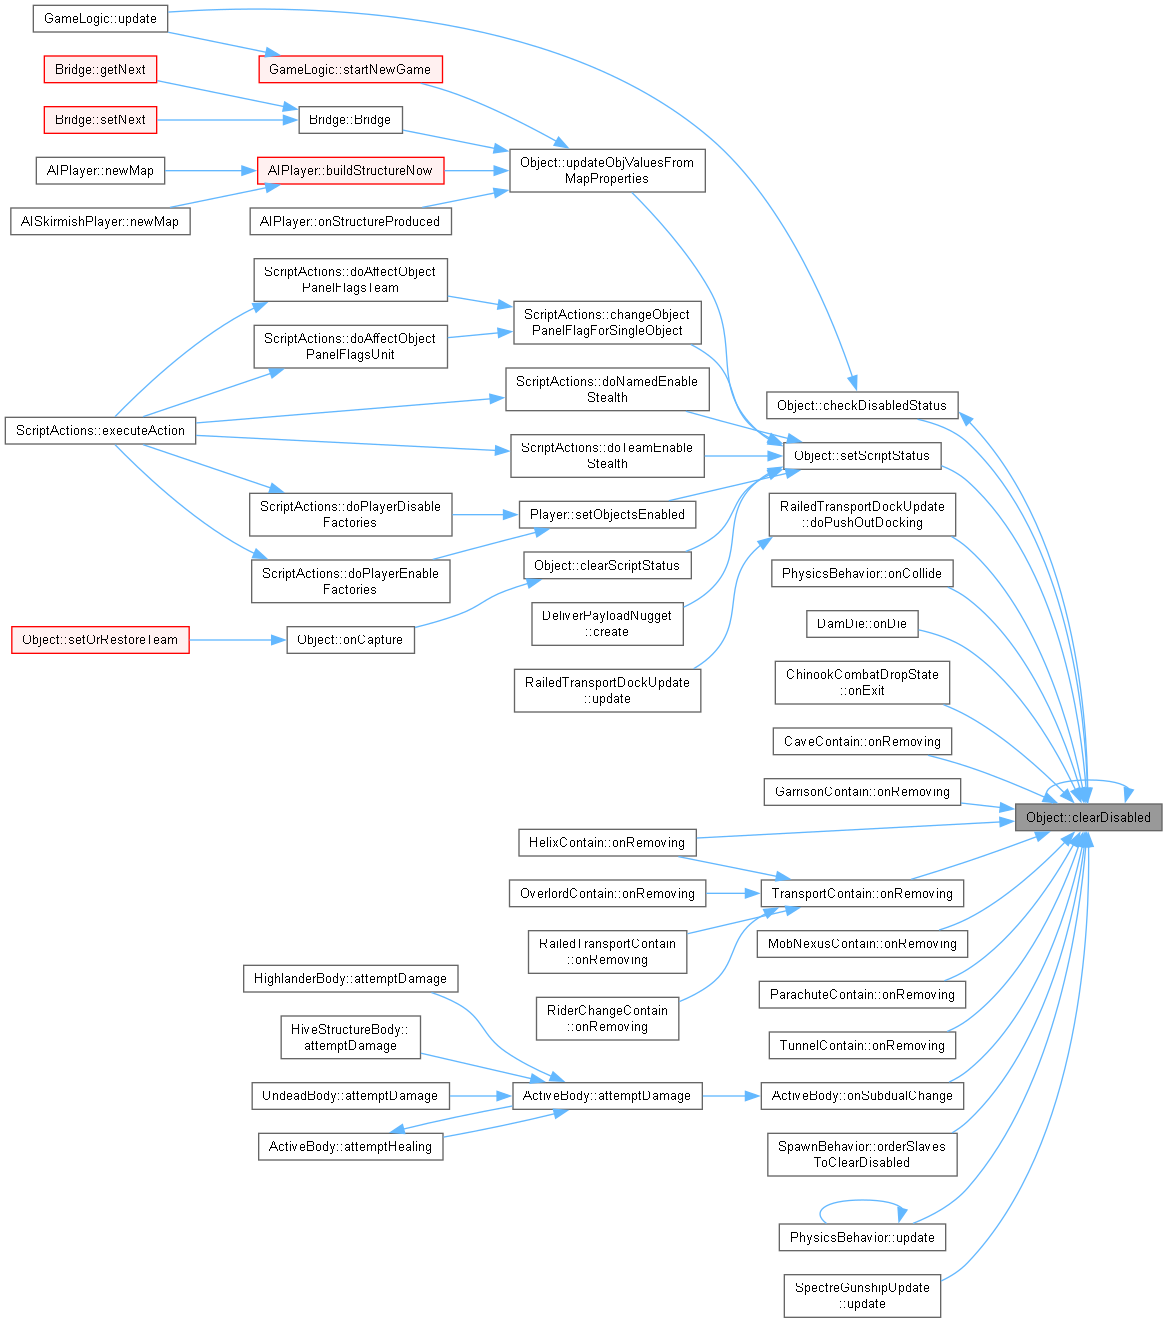 GameLogic::update
Bridge::getNext
GameLogic::startNewGame
Bridge::setNext
Bridge::Bridge
AIPlayer::newMap
AIPlayer::buildStructureNow
Object::updateObjValuesFrom
MapProperties
AISkirmishPlayer::newMap
AIPlayer::onStructureProduced
ScriptActions::doAffectObject
PanelFlagsTeam
ScriptActions::changeObject
PanelFlagForSingleObject
ScriptActions::doAffectObject
PanelFlagsUnit
ScriptActions::doNamedEnable
Stealth
Object::checkDisabledStatus
ScriptActions::executeAction
ScriptActions::doTeamEnable
Stealth
Object::setScriptStatus
ScriptActions::doPlayerDisable
Factories
Player::setObjectsEnabled
RailedTransportDockUpdate
::doPushOutDocking
ScriptActions::doPlayerEnable
Factories
Object::clearScriptStatus
PhysicsBehavior::onCollide
DeliverPayloadNugget
::create
DamDie::onDie
Object::setOrRestoreTeam
Object::onCapture
RailedTransportDockUpdate
::update
ChinookCombatDropState
::onExit
CaveContain::onRemoving
GarrisonContain::onRemoving
Object::clearDisabled
HelixContain::onRemoving
OverlordContain::onRemoving
TransportContain::onRemoving
RailedTransportContain
::onRemoving
MobNexusContain::onRemoving
HighlanderBody::attemptDamage
RiderChangeContain
::onRemoving
ParachuteContain::onRemoving
HiveStructureBody::
attemptDamage
TunnelContain::onRemoving
UndeadBody::attemptDamage
ActiveBody::attemptDamage
ActiveBody::onSubdualChange
ActiveBody::attemptHealing
SpawnBehavior::orderSlaves
ToClearDisabled
PhysicsBehavior::update
SpectreGunshipUpdate
::update